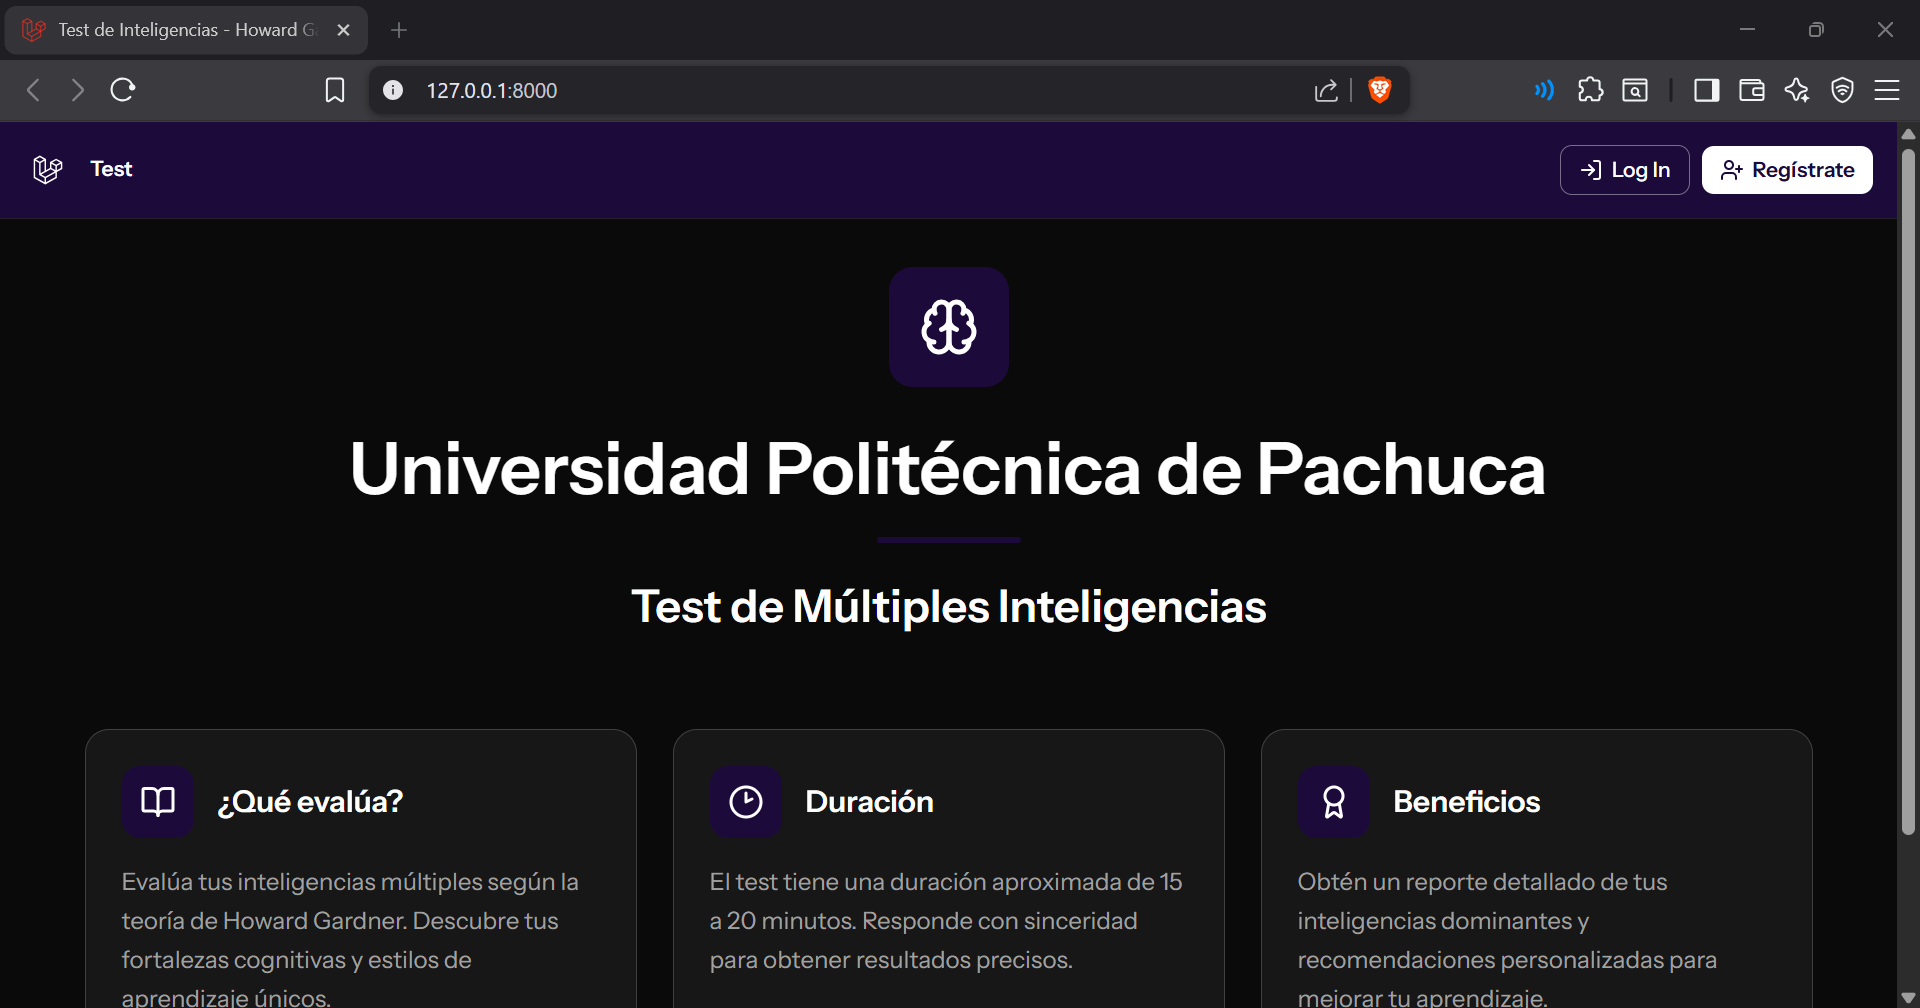 Test de Inteligencias - Howard G
127.0.0.1:8000
Test
Log In
Regístrate
Universidad Politécnica de Pachuca
Test de Múltiples Inteligencias
¿Qué evalúa?
Evalúa tus inteligencias múltiples según la
teoría de Howard Gardner. Descubre tus
fortalezas cognitivas y estilos de
aprendizaje únicos.
Duración
El test tiene una duración aproximada de 15
a 20 minutos. Responde con sinceridad
para obtener resultados precisos.
Beneficios
Obtén un reporte detallado de tus
inteligencias dominantes y
recomendaciones personalizadas para
mejorar tu aprendizaje.